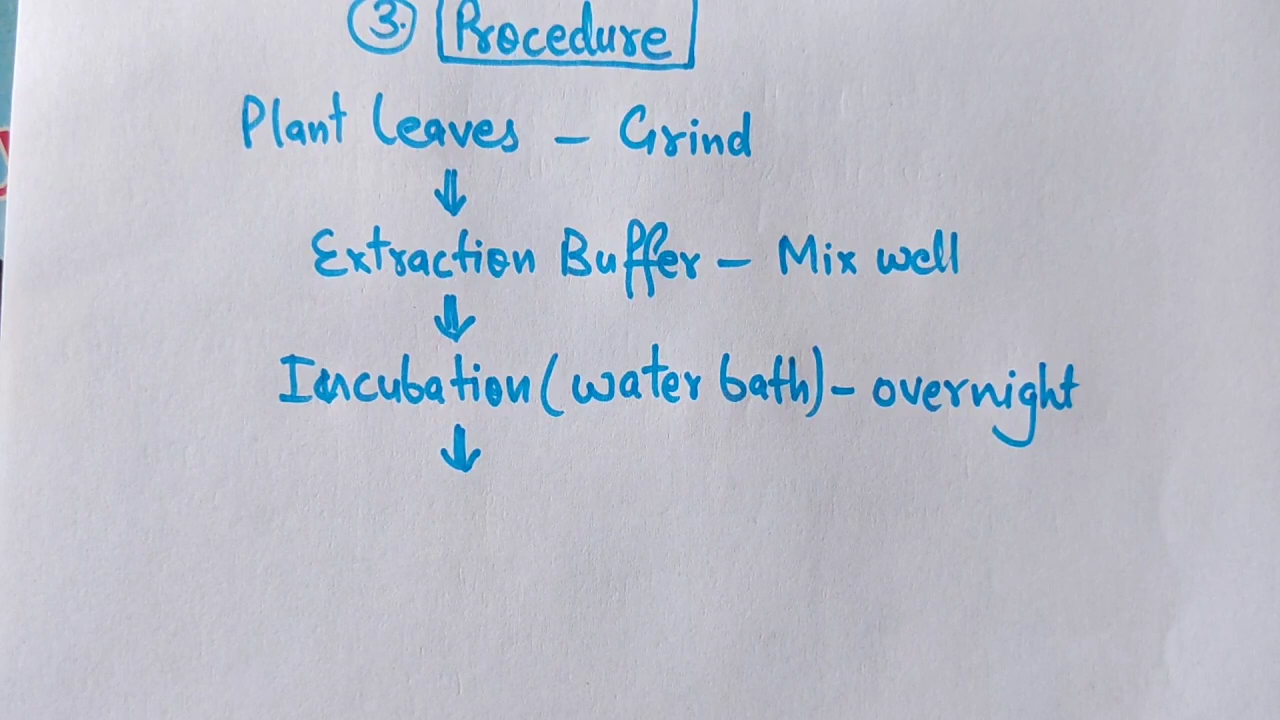 3. Procedure
Plant leaves - Grind
⇓
Extraction Buffer - Mix well
⇓
Incubation (water bath) - overnight
⇓